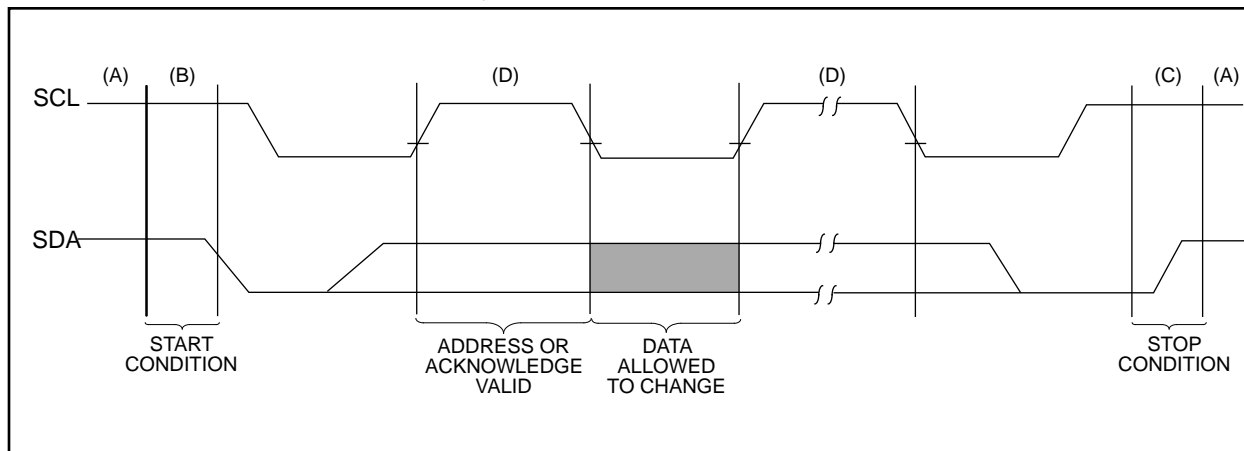 (A) (B) (D) (D) (C) (A)
SCL
SDA
START
CONDITION
ADDRESS OR
ACKNOWLEDGE
VALID
DATA
ALLOWED
TO CHANGE
STOP
CONDITION